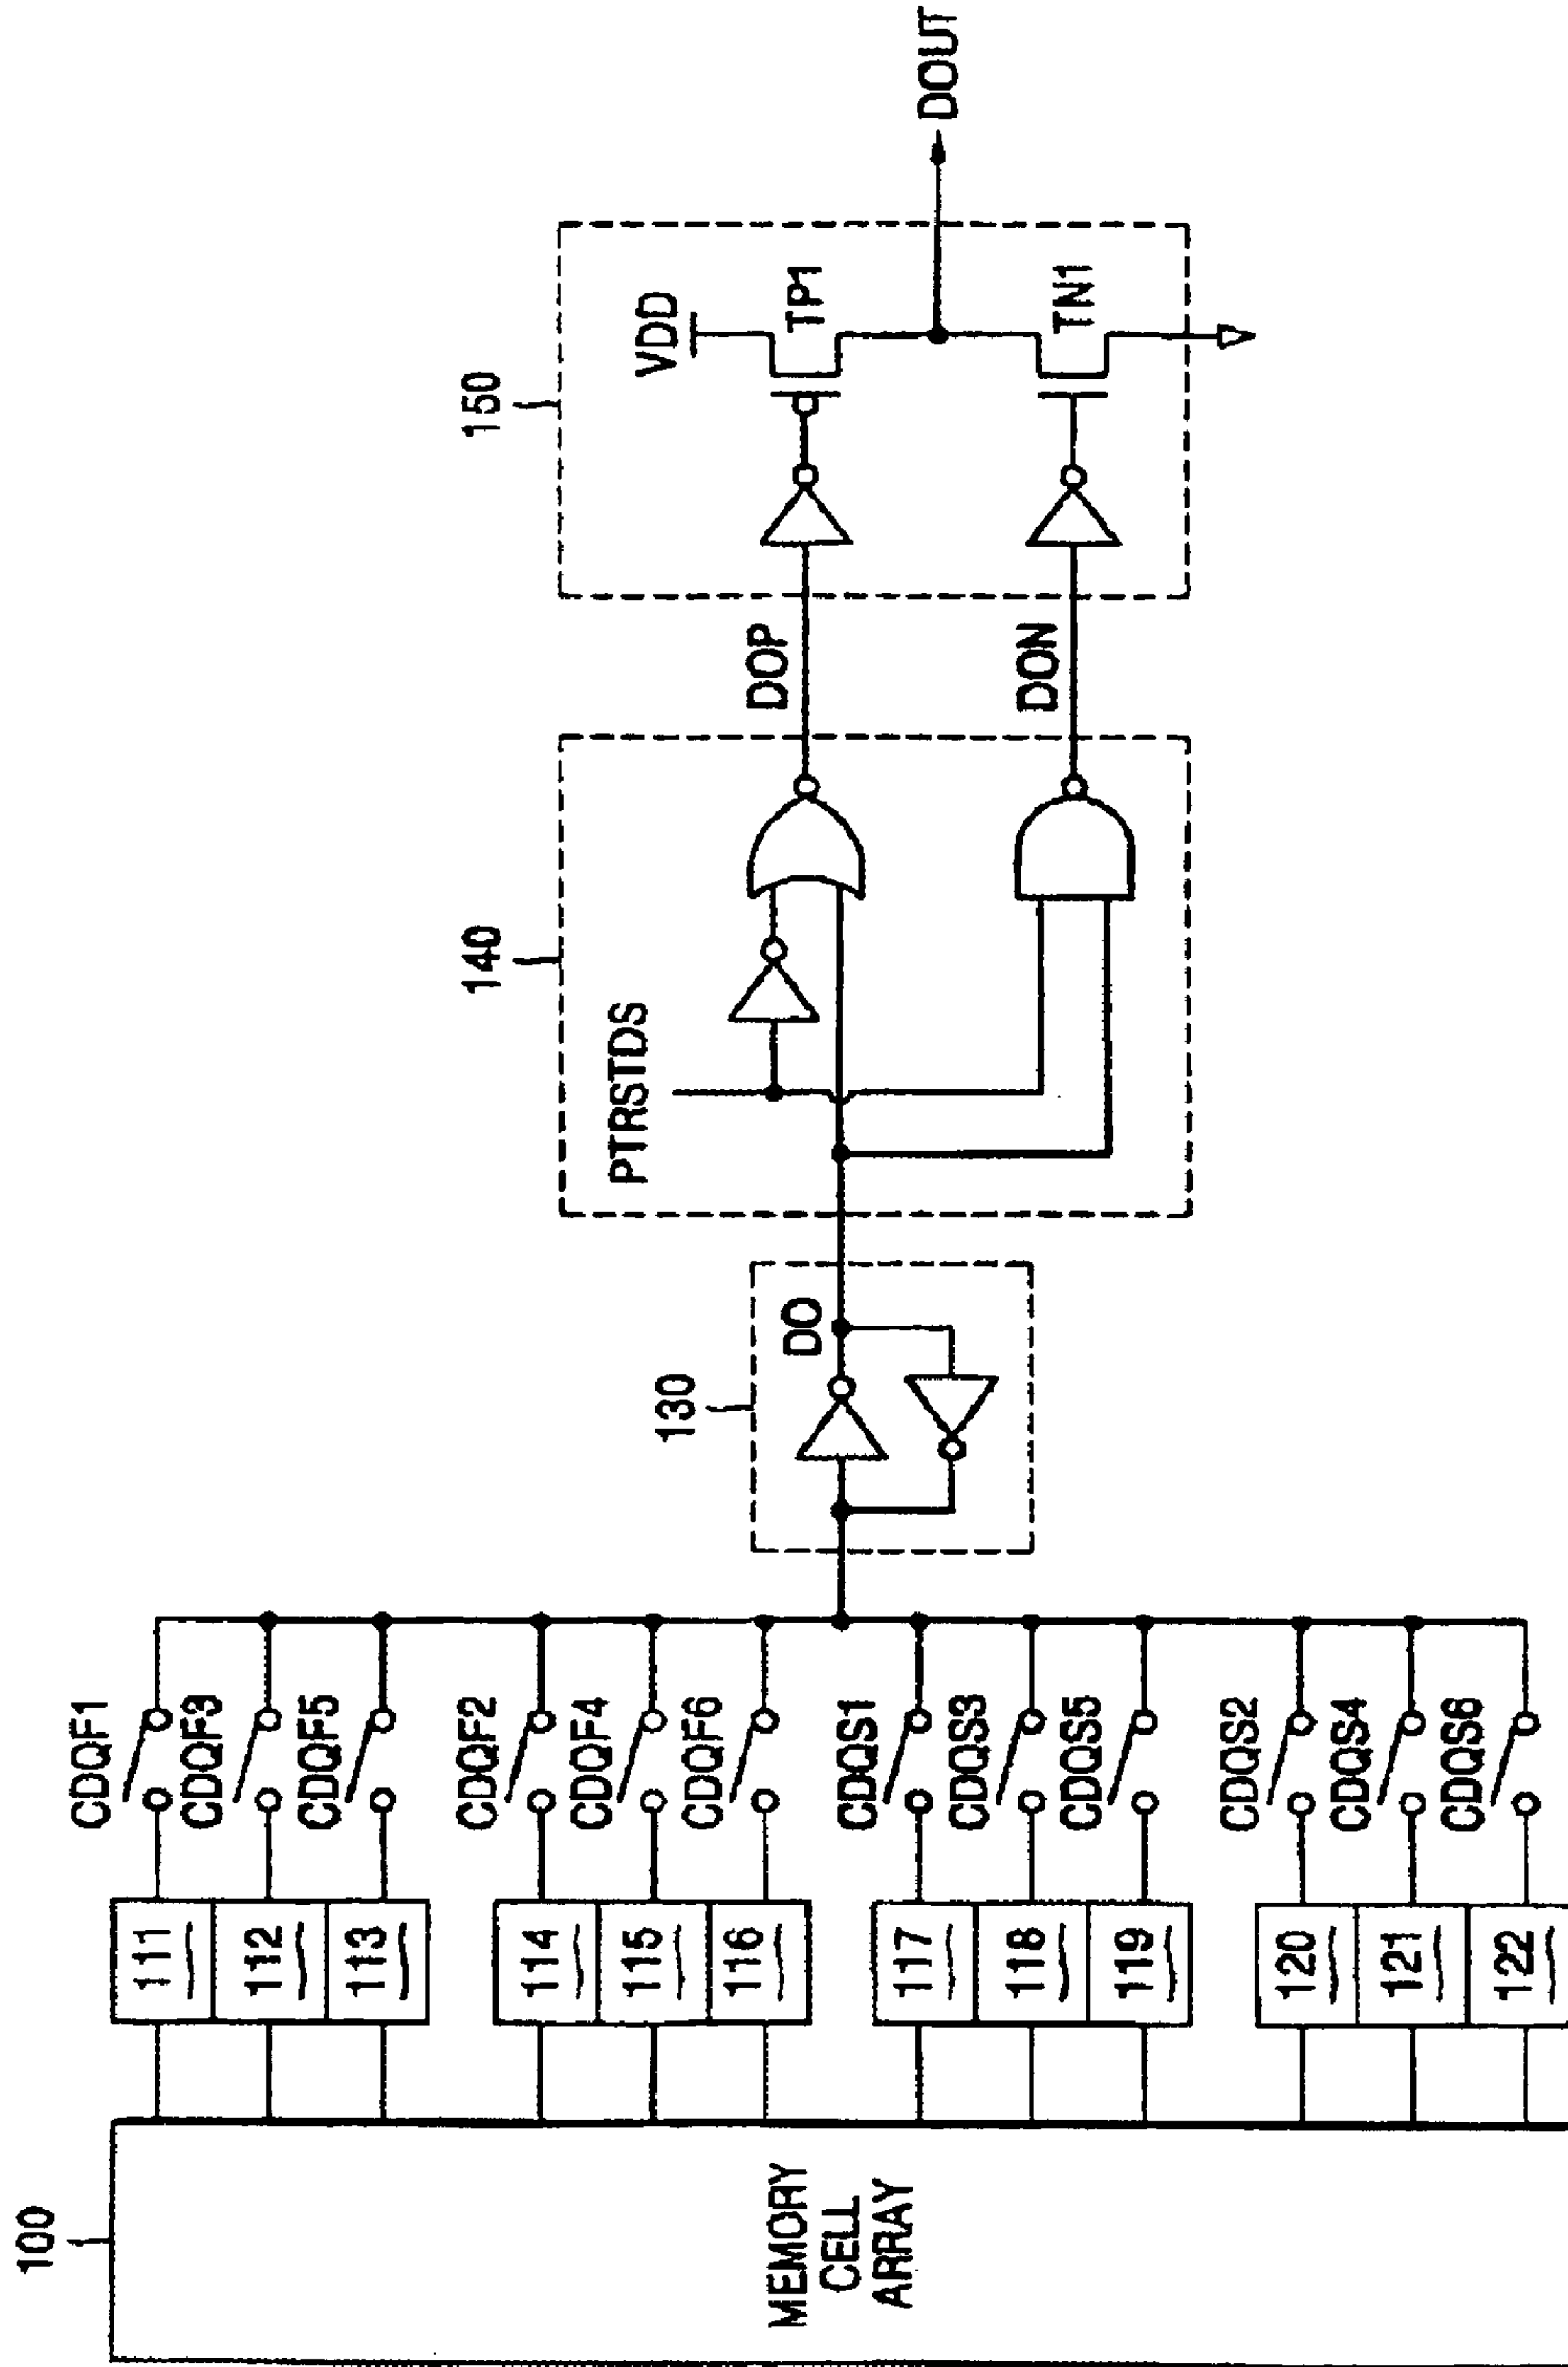 100
MEMORY
CELL
ARRAY
111
112
113
114
115
116
117
118
119
120
121
122
CDQF1
CDQF3
CDQF5
CDQF2
CDQF4
CDQF6
CDQS1
CDQS3
CDQS5
CDQS2
CDQS4
CDQS6
130
DO
140
PTRSTDS
DOP
DON
150
VDD
TP1
TN1
DOUT